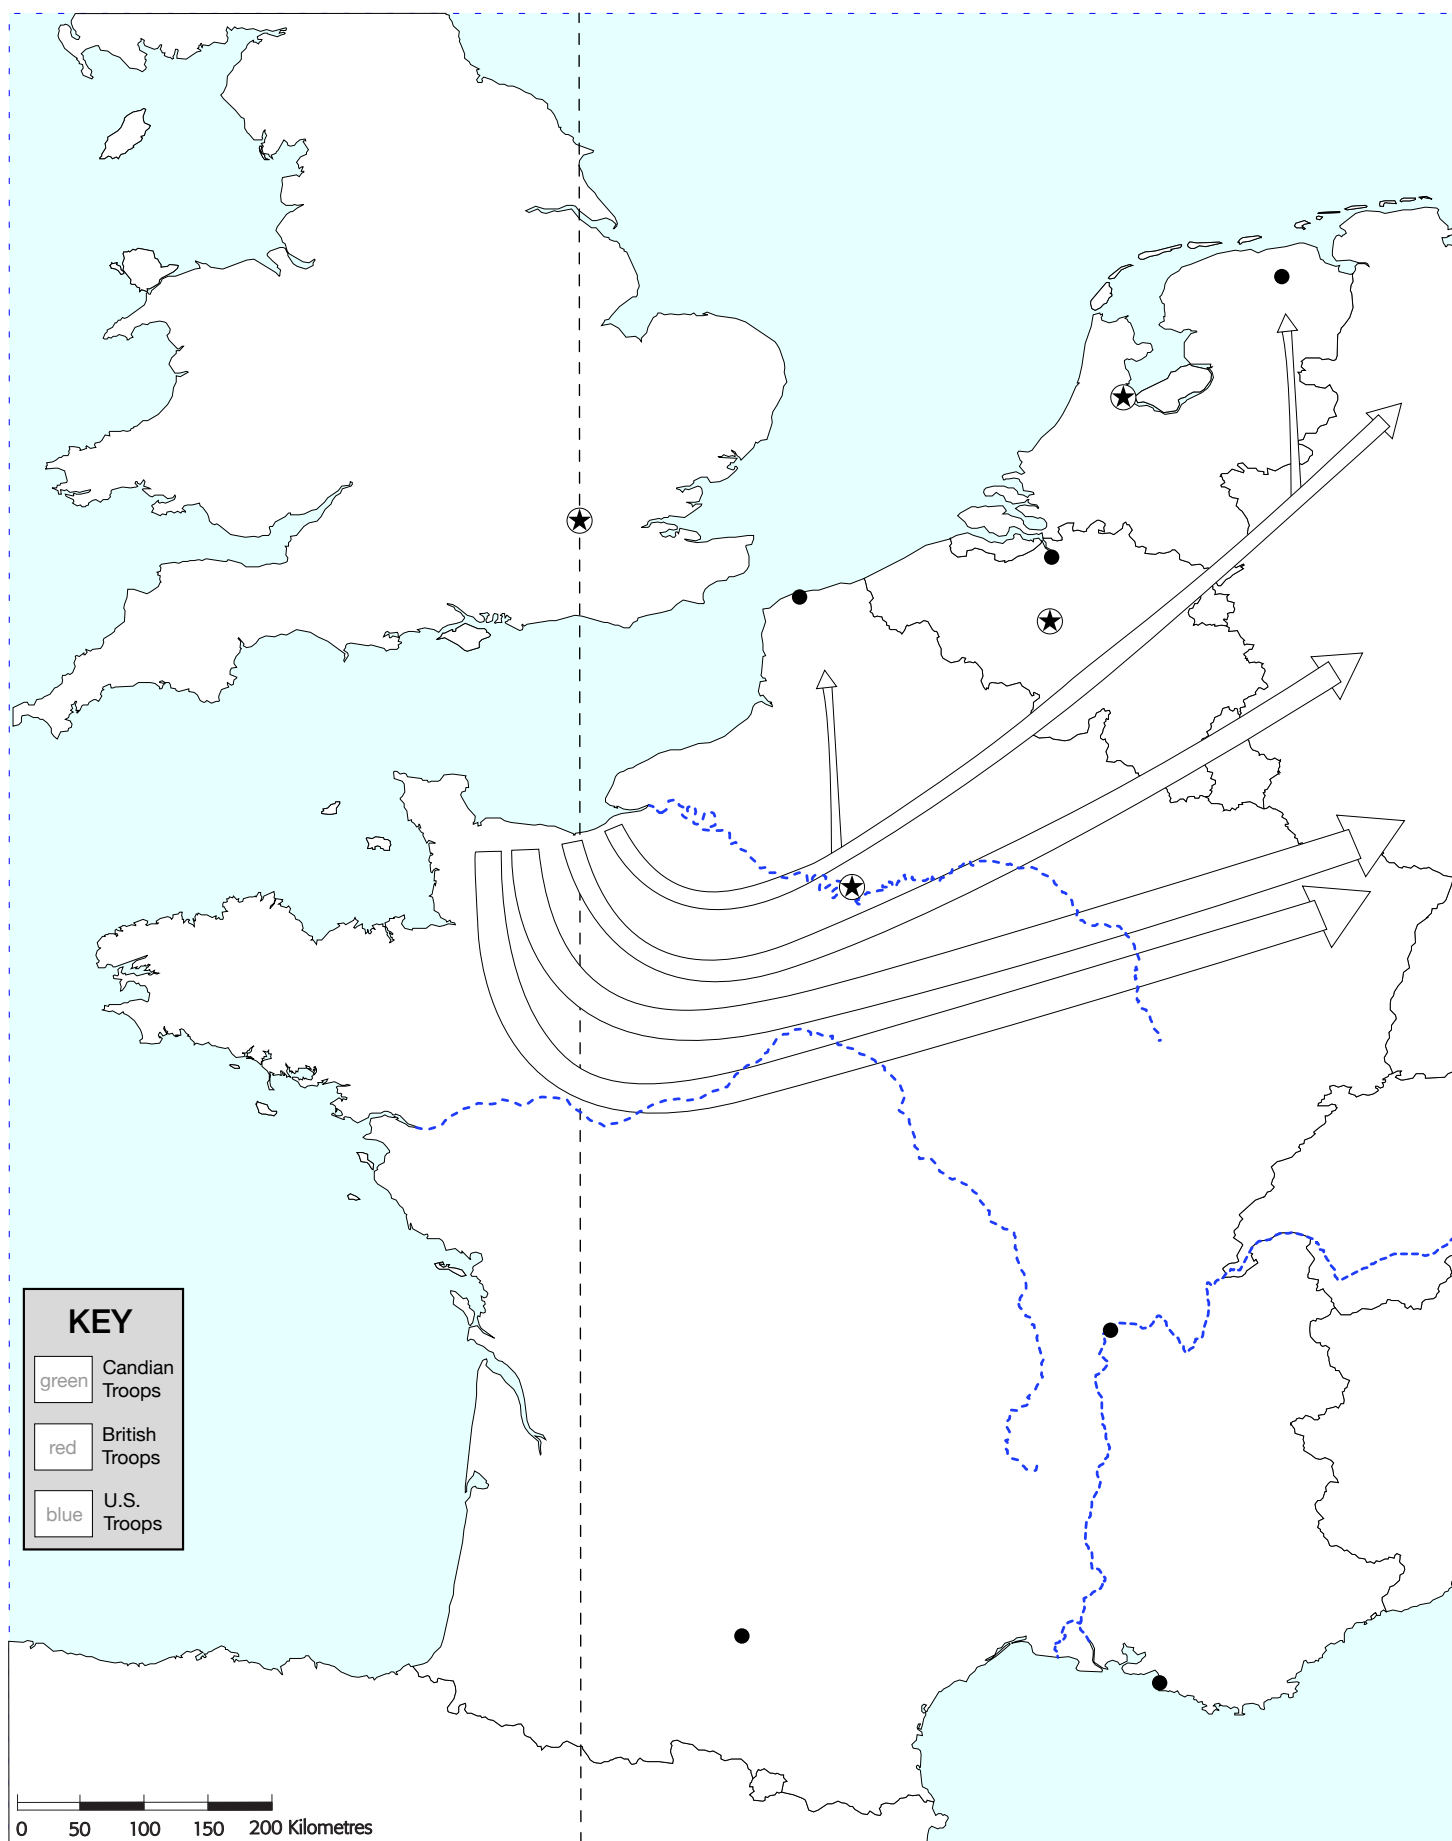 KEY
green
Candian
Troops
red
British
Troops
blue
U.S.
Troops
0 50 100 150 200 Kilometres